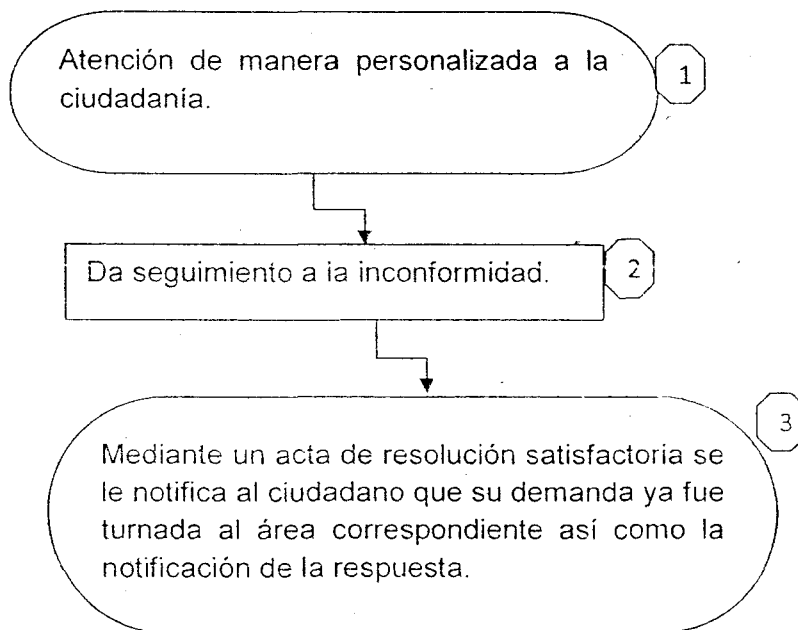 Atención de manera personalizada a la
ciudadanía.
1
Da seguimiento a la inconformidad.
2
3
Mediante un acta de resolución satisfactoria se
le notifica al ciudadano que su demanda ya fue
turnada al área correspondiente así como la
notificación de la respuesta.